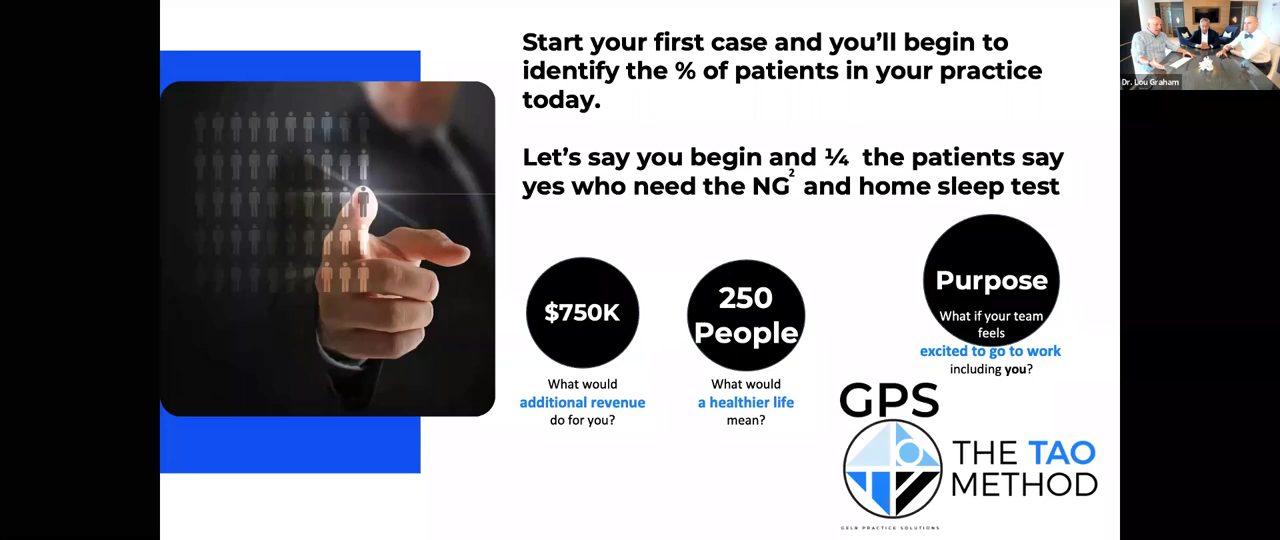 Start your first case and you’ll begin to
identify the % of patients in your practice
today.
Let’s say you begin and ¼ the patients say
yes who need the NG² and home sleep test
$750K
What would
additional revenue
do for you?
250
People
What would
a healthier life
mean?
Purpose
What if your team
feels
excited to go to work
including you?
GPS
THE TAO
METHOD
GELB PRACTICE SOLUTIONS
Dr. Lou Graham